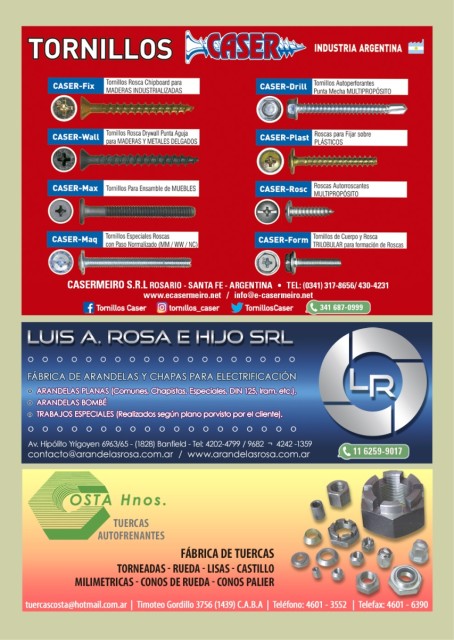 TORNILLOS CASER INDUSTRIA ARGENTINA
CASER-Fix
Tornillos Rosca Chipboard para
MADERAS INDUSTRIALIZADAS
CASER-Drill
Tornillos Autoperforantes
Punta Mecha MULTIPROPÓSITO
CASER-Wall
Tornillos Rosca Drywall Punta Aguja
para MADERAS Y METALES DELGADOS
CASER-Plast
Roscas para Fijar sobre
PLÁSTICOS
CASER-Max
Tornillos Para Ensamble de MUEBLES
CASER-Rosc
Roscas Autorroscantes
MULTIPROPÓSITO
CASER-Maq
Tornillos Especiales Roscas
con Paso Normalizado (MM / WW / NC)
CASER-Form
Tornillos de Cuerpo y Rosca
TRILOBULAR para formación de Roscas
CASERMEIRO S.R.L ROSARIO - SANTA FE - ARGENTINA • TEL: (0341) 317-8656/ 430-4231
www.ecasermeiro.net / info@e-casermeiro.net
Tornillos Caser tornillos_caser TornillosCaser 341 687-0999
LUIS A. ROSA E HIJO SRL
FÁBRICA DE ARANDELAS Y CHAPAS PARA ELECTRIFICACIÓN
ARANDELAS PLANAS (Comunes, Chapistas, Especiales, DIN 125, Iram, etc.).
ARANDELAS BOMBÉ
TRABAJOS ESPECIALES (Realizados según plano porvisto por el cliente).
LR
Av. Hipólito Yrigoyen 6963/65 - (1828) Banfield - Tel: 4202-4799 / 9682 ¬ 4242 -1359
contacto@arandelasrosa.com.ar / www.arandelasrosa.com.ar
11 6259-9017
COSTA Hnos.
TUERCAS
AUTOFRENANTES
FÁBRICA DE TUERCAS
TORNEADAS - RUEDA - LISAS - CASTILLO
MILIMETRICAS - CONOS DE RUEDA - CONOS PALIER
tuercascosta@hotmail.com.ar | Timoteo Gordillo 3756 (1439) C.A.B.A | Teléfono: 4601 - 3552 | Telefax: 4601 - 6390